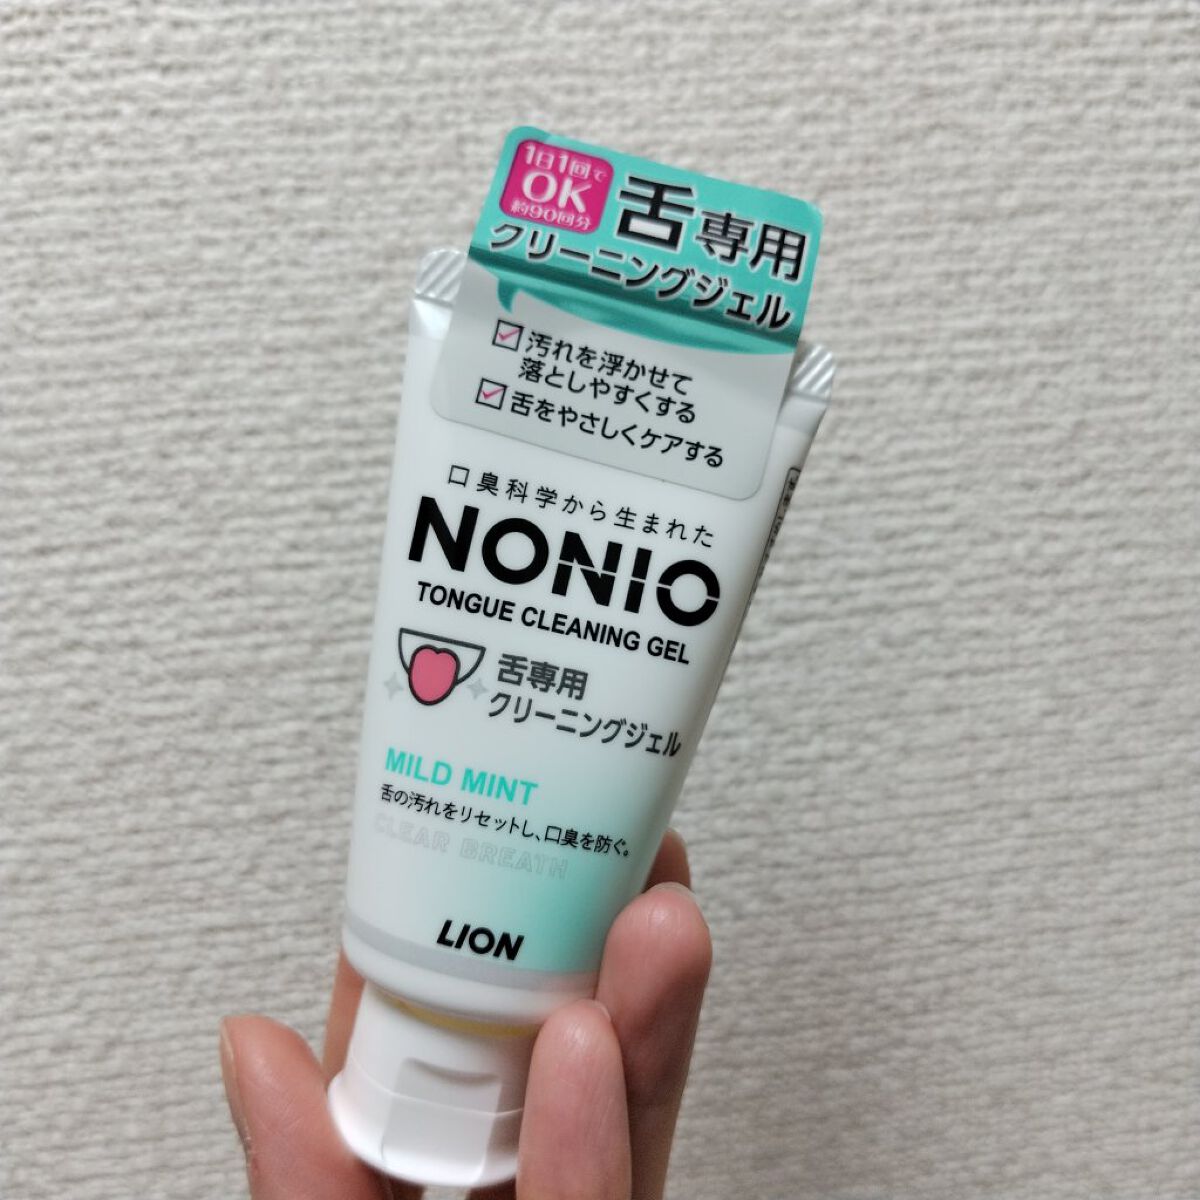 1日1回で
OK
約90回分
舌専用
クリーニングジェル
汚れを浮かせて
落としやすくする
舌をやさしくケアする
口臭科学から生まれた
NONIO
TONGUE CLEANING GEL
舌専用
クリーニングジェル
MILD MINT
舌の汚れをリセットし、口臭を防ぐ。
CLEAR BREATH
LION